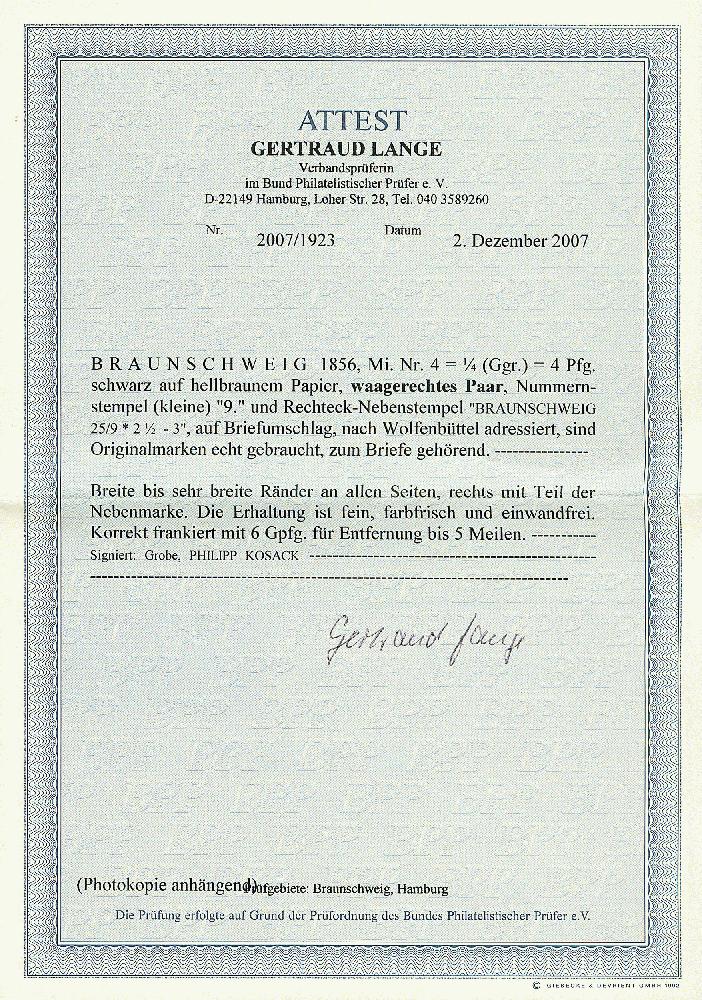 ATTEST
GERTRAUD LANGE
Verbandsprüferin
im Bund Philatelistischer Prüfer e. V.
D-22149 Hamburg, Loher Str. 28, Tel. 040 3589260
Nr. 2007/1923 Datum 2. Dezember 2007
B R A U N S C H W E I G 1856, Mi. Nr. 4 = ¼ (Ggr.) = 4 Pfg.
schwarz auf hellbraunem Papier, waagerechtes Paar, Nummern-
stempel (kleine) "9." und Rechteck-Nebenstempel "BRAUNSCHWEIG
25/9 * 2 ½ - 3", auf Briefumschlag, nach Wolfenbüttel adressiert, sind
Originalmarken echt gebraucht, zum Briefe gehörend. ----------------
Breite bis sehr breite Ränder an allen Seiten, rechts mit Teil der
Nebenmarke. Die Erhaltung ist fein, farbfrisch und einwandfrei.
Korrekt frankiert mit 6 Gpfg. für Entfernung bis 5 Meilen. -----------
Signiert: Grobe, PHILIPP KOSACK ------------------------------------------------
--------------------------------------------------------------------------------
Gertraud Lange
(Photokopie anhängend) Prüfgebiete: Braunschweig, Hamburg
Die Prüfung erfolgte auf Grund der Prüfordnung des Bundes Philatelistischer Prüfer e.V.
© GIESECKE & DEVRIENT GMBH 1992